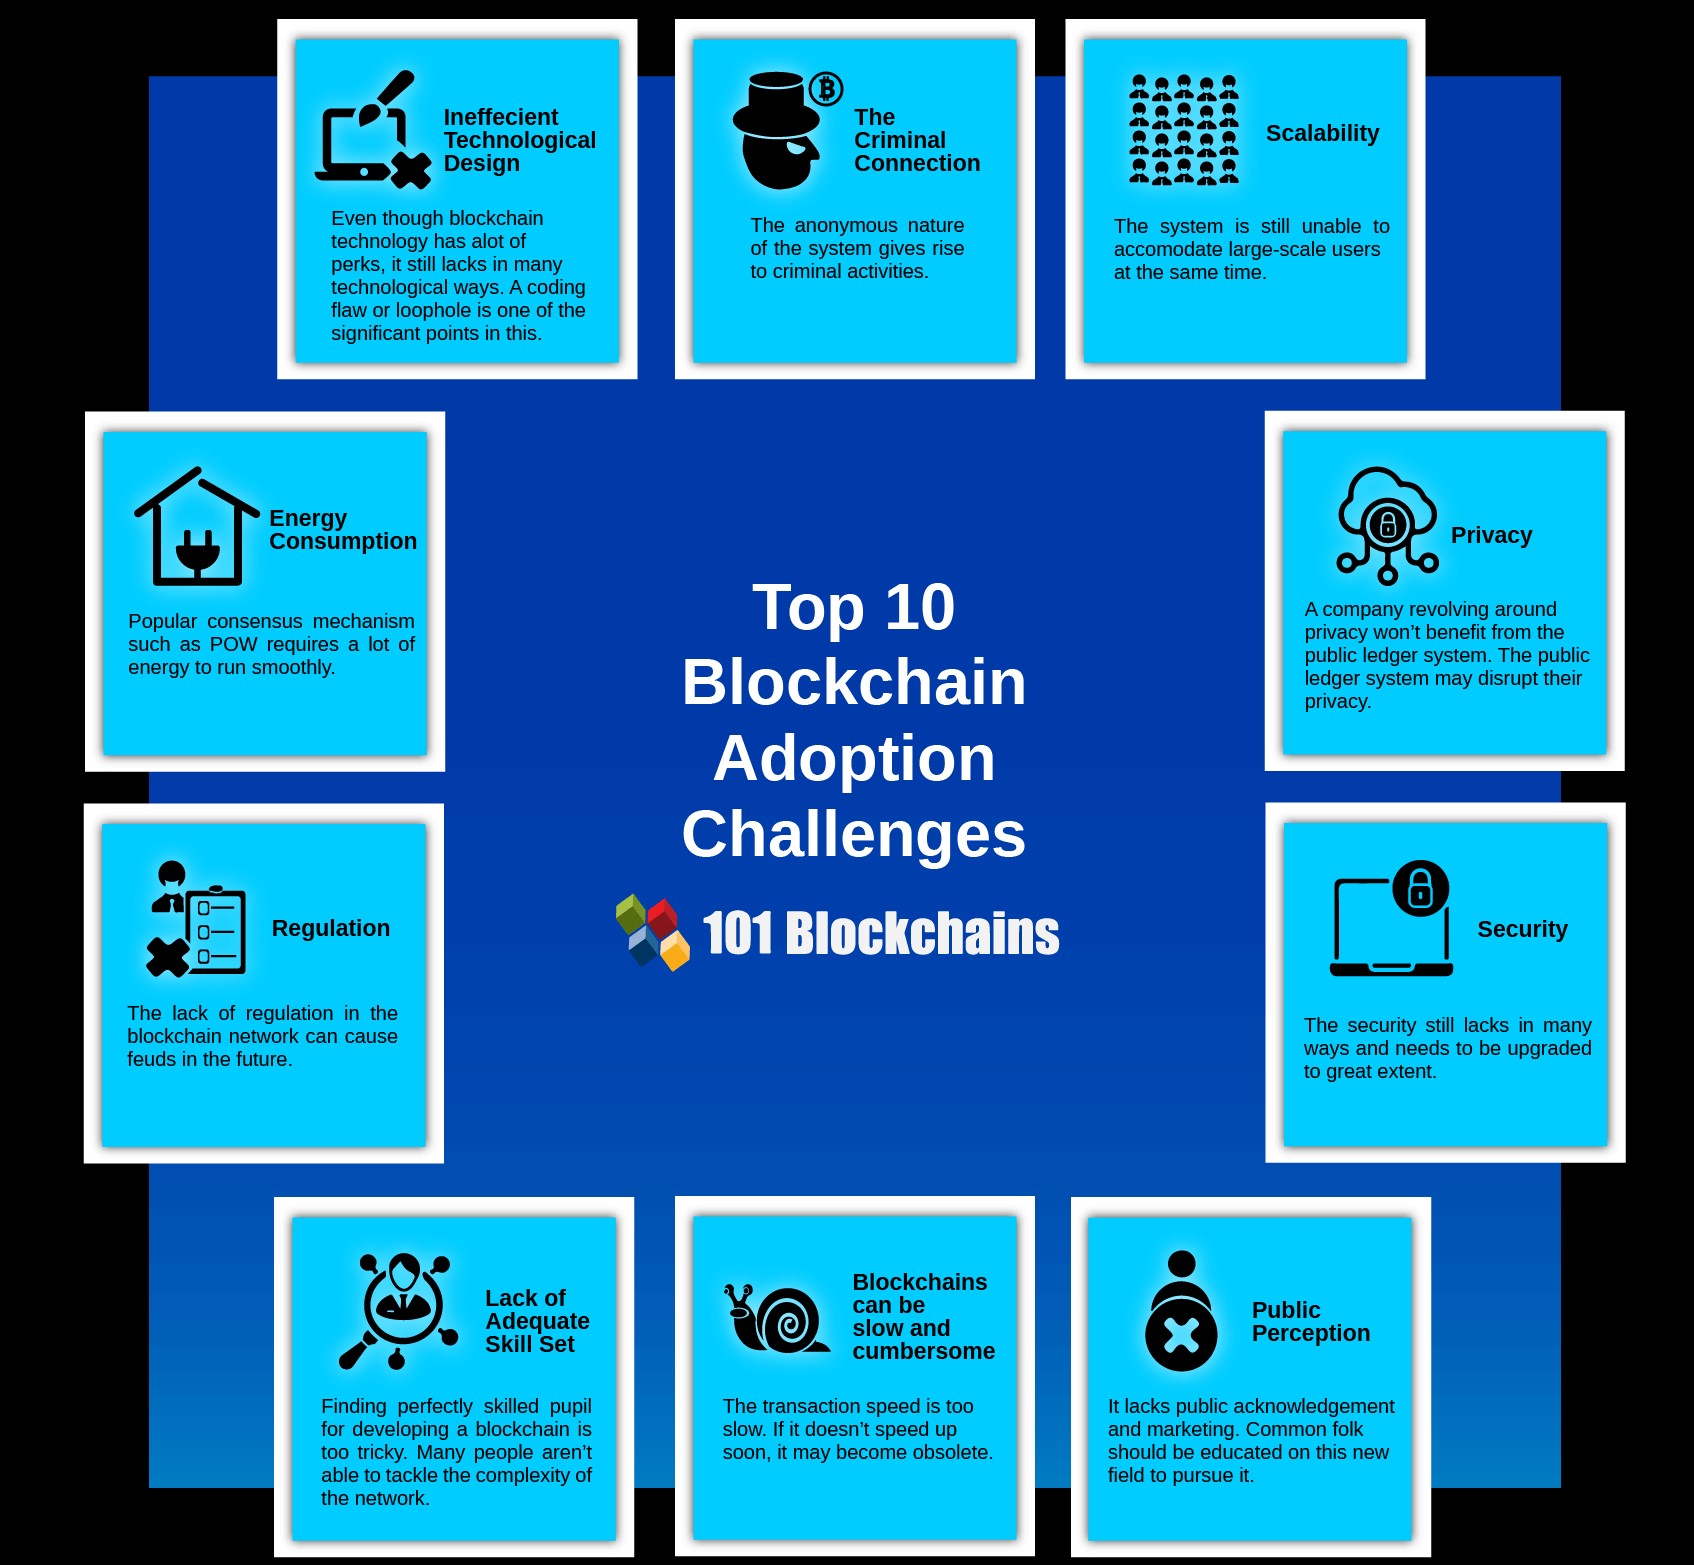 Ineffecient
Technological
Design
Even though blockchain
technology has alot of
perks, it still lacks in many
technological ways. A coding
flaw or loophole is one of the
significant points in this.
The
Criminal
Connection
The anonymous nature
of the system gives rise
to criminal activities.
Scalability
The system is still unable to
accomodate large-scale users
at the same time.
Energy
Consumption
Popular consensus mechanism
such as POW requires a lot of
energy to run smoothly.
Privacy
A company revolving around
privacy won’t benefit from the
public ledger system. The public
ledger system may disrupt their
privacy.
Top 10
Blockchain
Adoption
Challenges
101 Blockchains
Regulation
The lack of regulation in the
blockchain network can cause
feuds in the future.
Security
The security still lacks in many
ways and needs to be upgraded
to great extent.
Lack of
Adequate
Skill Set
Finding perfectly skilled pupil
for developing a blockchain is
too tricky. Many people aren’t
able to tackle the complexity of
the network.
Blockchains
can be
slow and
cumbersome
The transaction speed is too
slow. If it doesn’t speed up
soon, it may become obsolete.
Public
Perception
It lacks public acknowledgement
and marketing. Common folk
should be educated on this new
field to pursue it.